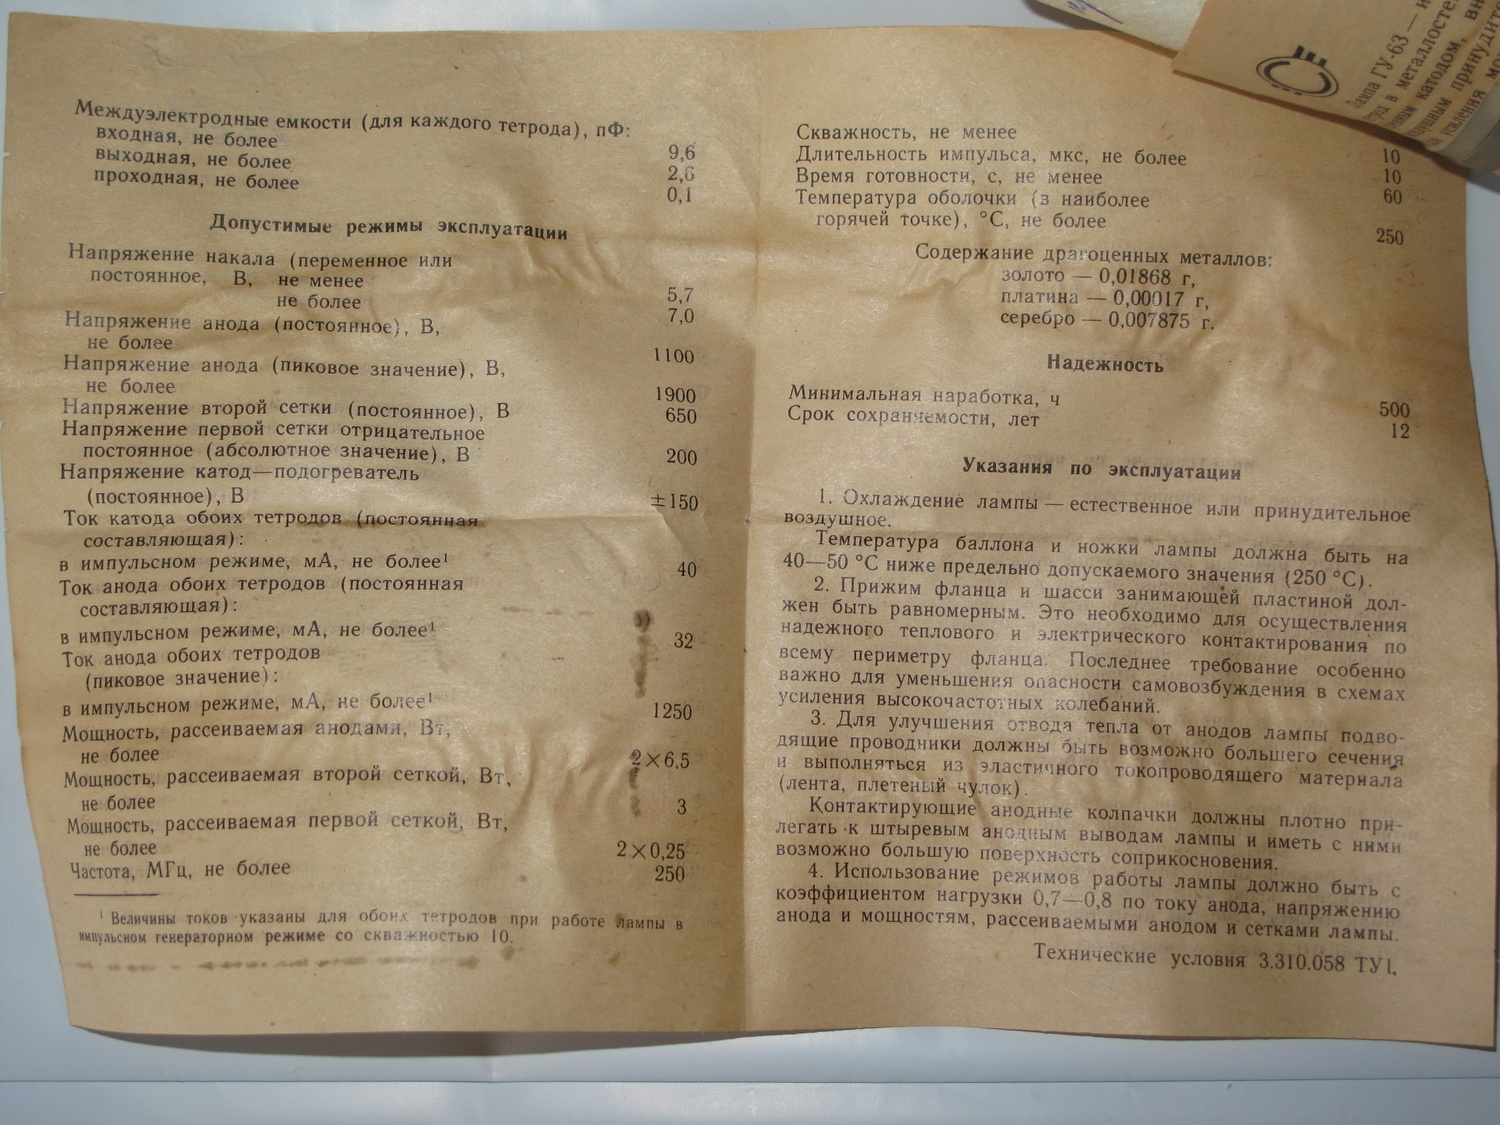 Междуэлектродные емкости (для каждого тетрода), пФ:
входная, не более 9,6
выходная, не более 2,6
проходная, не более 0,1
Допустимые режимы эксплуатации
Напряжение накала (переменное или
постоянное, В, не менее 5,7
не более 7,0
Напряжение анода (постоянное), В,
не более 1100
Напряжение анода (пиковое значение), В,
не более 1900
Напряжение второй сетки (постоянное), В 650
Напряжение первой сетки отрицательное
постоянное (абсолютное значение), В 200
Напряжение катод—подогреватель
(постоянное), В ±150
Ток катода обоих тетродов (постоянная
составляющая):
в импульсном режиме, мА, не более¹ 40
Ток анода обоих тетродов (постоянная
составляющая):
в импульсном режиме, мА, не более¹ 32
Ток анода обоих тетродов
(пиковое значение):
в импульсном режиме, мА, не более¹ 1250
Мощность, рассеиваемая анодами, Вт,
не более 2×6,5
Мощность, рассеиваемая второй сеткой, Вт,
не более 3
Мощность, рассеиваемая первой сеткой, Вт,
не более 2×0,25
Частота, МГц, не более 250
¹ Величины токов указаны для обоих тетродов при работе лампы в
импульсном генераторном режиме со скважностью 10.
Скважность, не менее 10
Длительность импульса, мкс, не более 10
Время готовности, с, не менее 60
Температура оболочки (в наиболее
горячей точке), °С, не более 250
Содержание драгоценных металлов:
золото — 0,01868 г,
платина — 0,00017 г,
серебро — 0,007875 г.
Надежность
Минимальная наработка, ч 500
Срок сохраняемости, лет 12
Указания по эксплуатации
1. Охлаждение лампы — естественное или принудительное
воздушное.
Температура баллона и ножки лампы должна быть на
40—50 °С ниже предельно допускаемого значения (250 °С).
2. Прижим фланца и шасси занимающей пластиной дол-
жен быть равномерным. Это необходимо для осуществления
надежного теплового и электрического контактирования по
всему периметру фланца. Последнее требование особенно
важно для уменьшения опасности самовозбуждения в схемах
усиления высокочастотных колебаний.
3. Для улучшения отвода тепла от анодов лампы подво-
дящие проводники должны быть возможно большего сечения
и выполняться из эластичного токопроводящего материала
(лента, плетеный чулок).
Контактирующие анодные колпачки должны плотно при-
легать к штыревым анодным выводам лампы и иметь с ними
возможно большую поверхность соприкосновения.
4. Использование режимов работы лампы должно быть с
коэффициентом нагрузки 0,7—0,8 по току анода, напряжению
анода и мощностям, рассеиваемыми анодом и сетками лампы.
Технические условия 3.310.058 ТУ1.
Лампа ГУ-63 —
в металлосте
катодом, вн
принудит
усиления